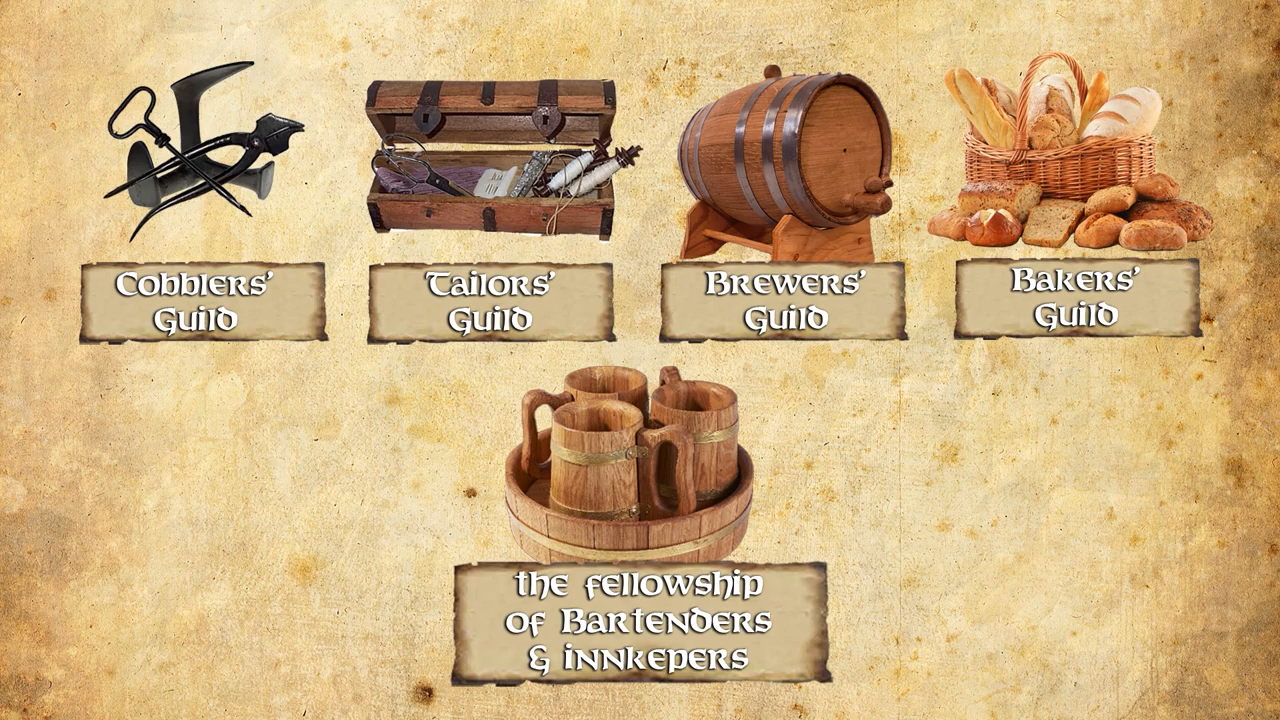 Cobblers'
Guild
Tailors'
Guild
Brewers'
Guild
Bakers'
Guild
the fellowship
of Bartenders
& innkepers